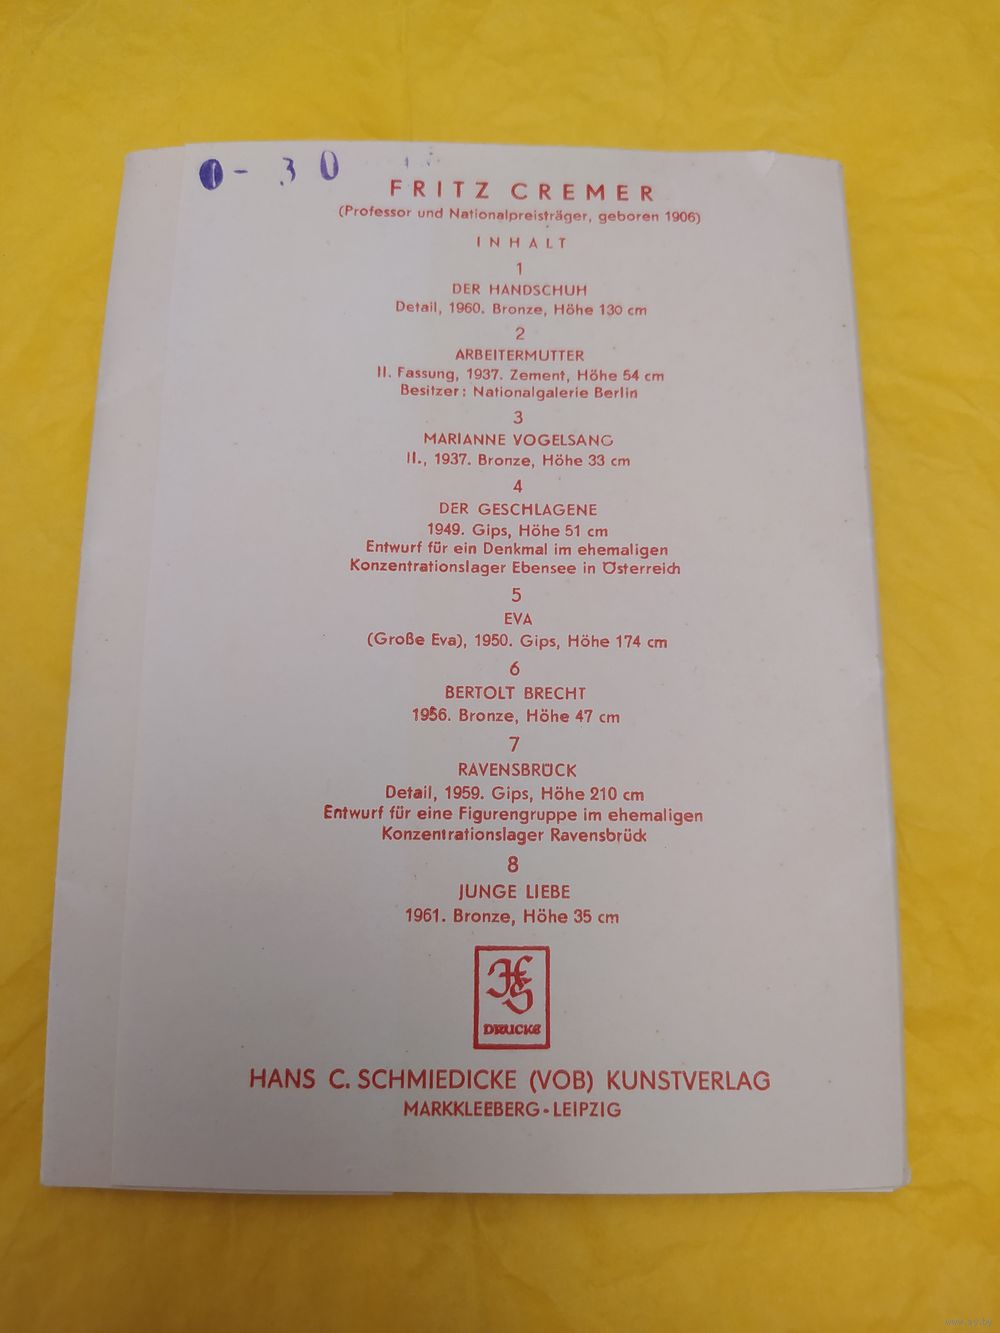 0- 30
FRITZ CREMER
(Professor und Nationalpreisträger, geboren 1906)
INHALT
1
DER HANDSCHUH
Detail, 1960. Bronze, Höhe 130 cm
2
ARBEITERMUTTER
II. Fassung, 1937. Zement, Höhe 54 cm
Besitzer: Nationalgalerie Berlin
3
MARIANNE VOGELSANG
II., 1937. Bronze, Höhe 33 cm
4
DER GESCHLAGENE
1949. Gips, Höhe 51 cm
Entwurf für ein Denkmal im ehemaligen
Konzentrationslager Ebensee in Österreich
5
EVA
(Große Eva), 1950. Gips, Höhe 174 cm
6
BERTOLT BRECHT
1956. Bronze, Höhe 47 cm
7
RAVENSBRÜCK
Detail, 1959. Gips, Höhe 210 cm
Entwurf für eine Figurengruppe im ehemaligen
Konzentrationslager Ravensbrück
8
JUNGE LIEBE
1961. Bronze, Höhe 35 cm
DRUCKE
HANS C. SCHMIEDICKE (VOB) KUNSTVERLAG
MARKKLEEBERG-LEIPZIG
www.ay.by